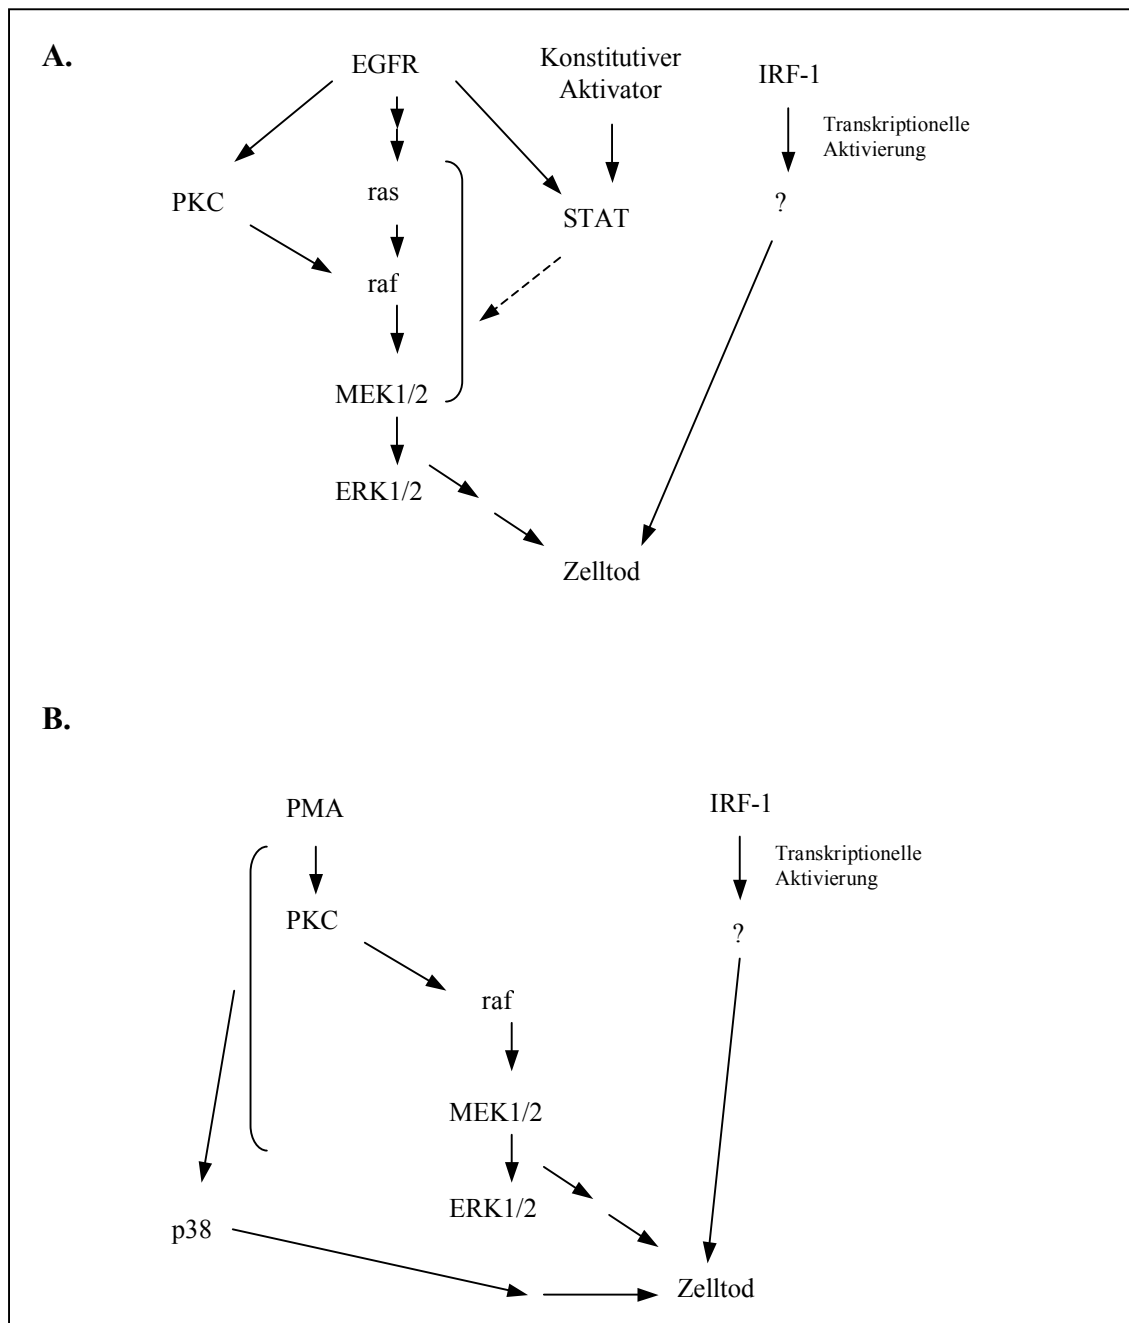 A.
EGFR
Konstitutiver
Aktivator
IRF-1
Transkriptionelle
Aktivierung
PKC
ras
STAT
?
raf
MEK1/2
ERK1/2
Zelltod
B.
PMA
IRF-1
Transkriptionelle
Aktivierung
PKC
?
raf
MEK1/2
ERK1/2
p38
Zelltod